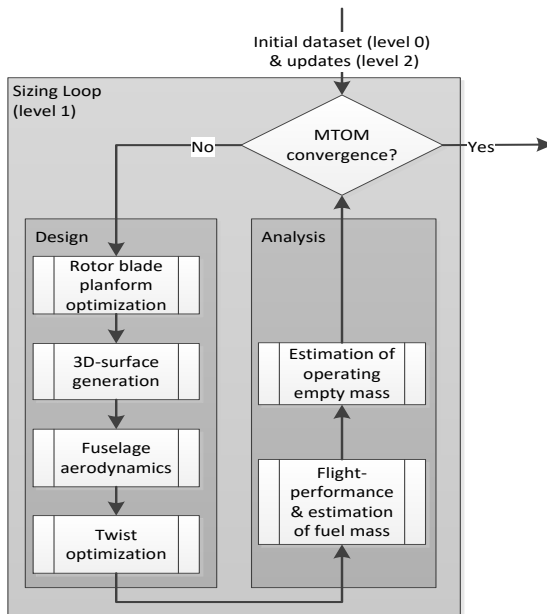 Initial dataset (level 0)
& updates (level 2)
Sizing Loop
(level 1)
MTOM
convergence?
No
Yes
Design
Rotor blade
planform
optimization
3D-surface
generation
Fuselage
aerodynamics
Twist
optimization
Analysis
Estimation of
operating
empty mass
Flight-
performance
& estimation
of fuel mass